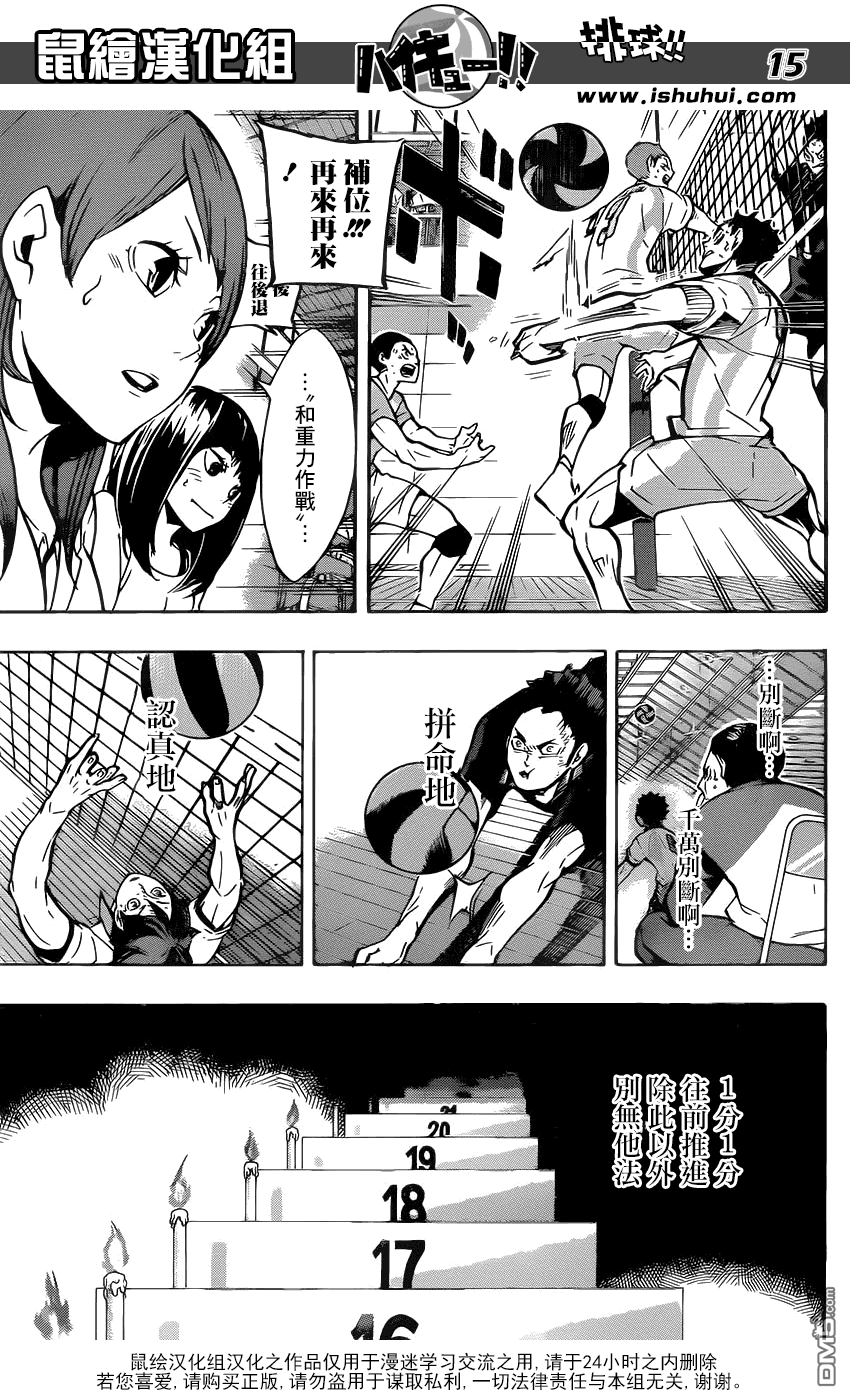 鼠繪漢化組
ハイキュー!!
排球!!
15
www.ishuhui.com
ボッ
補位!!!
再來再來
!
往後退
…〝和重力作戰〞…
…別斷啊…
千萬別斷啊…
拼命地
認真地
1分1分
往前推進
除此以外
別無他法
21
20
19
18
17
16
鼠绘汉化组汉化之作品仅用于漫迷学习交流之用,请于24小时之内删除
若您喜爱,请购买正版,请勿用于谋取私利,一切法律责任与本组无关,谢谢。
DM5.com